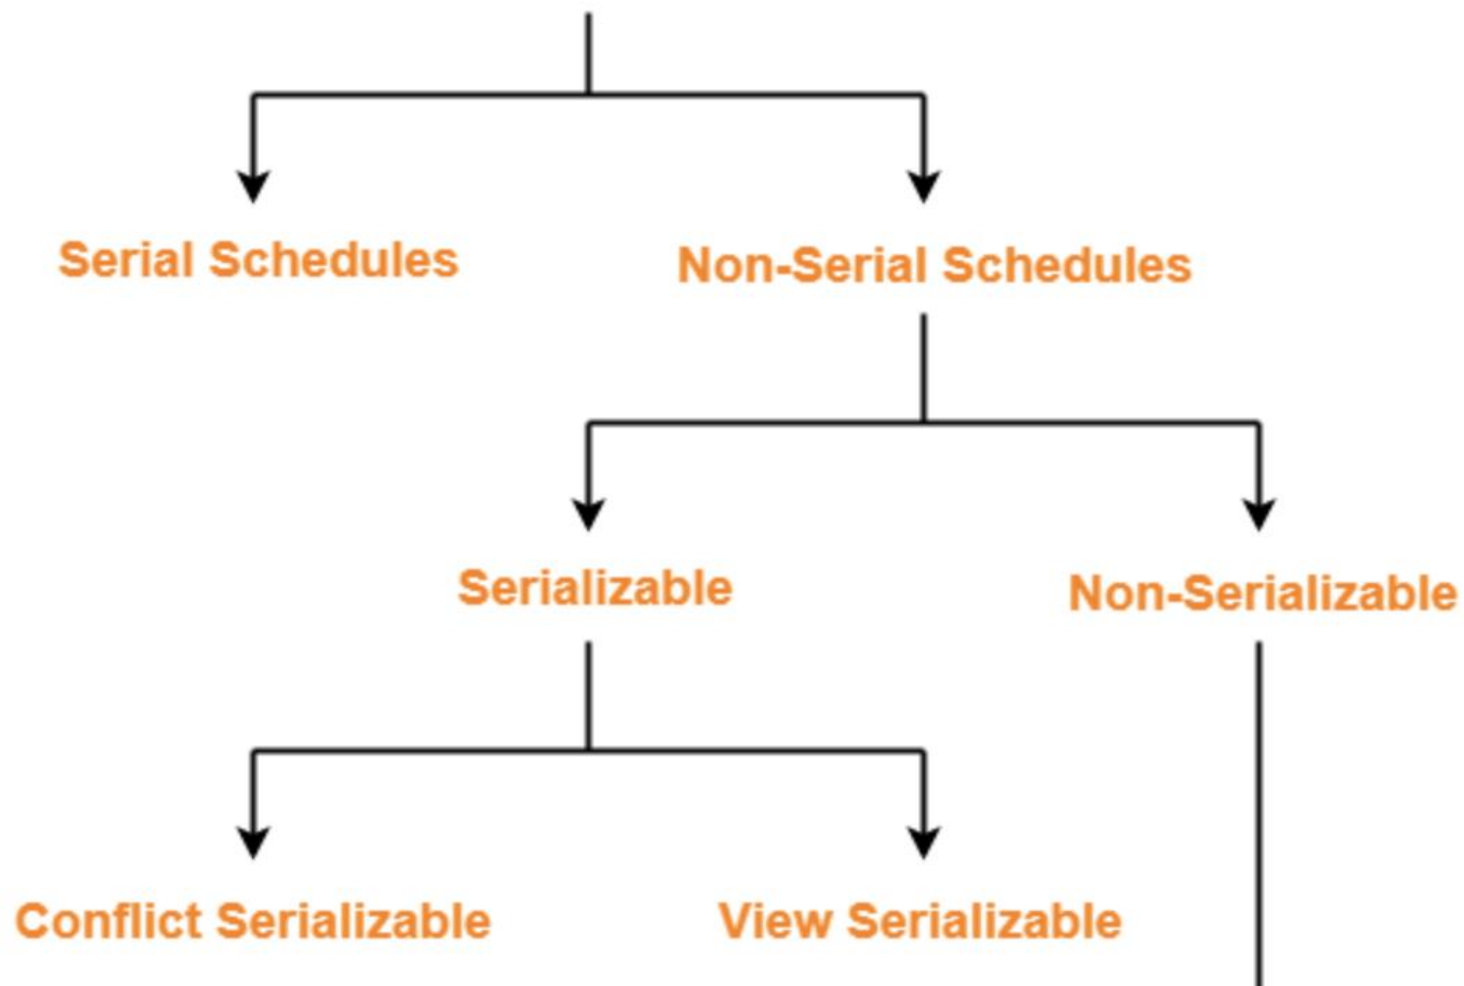 Serial Schedules
Non-Serial Schedules
Serializable
Non-Serializable
Conflict Serializable
View Serializable